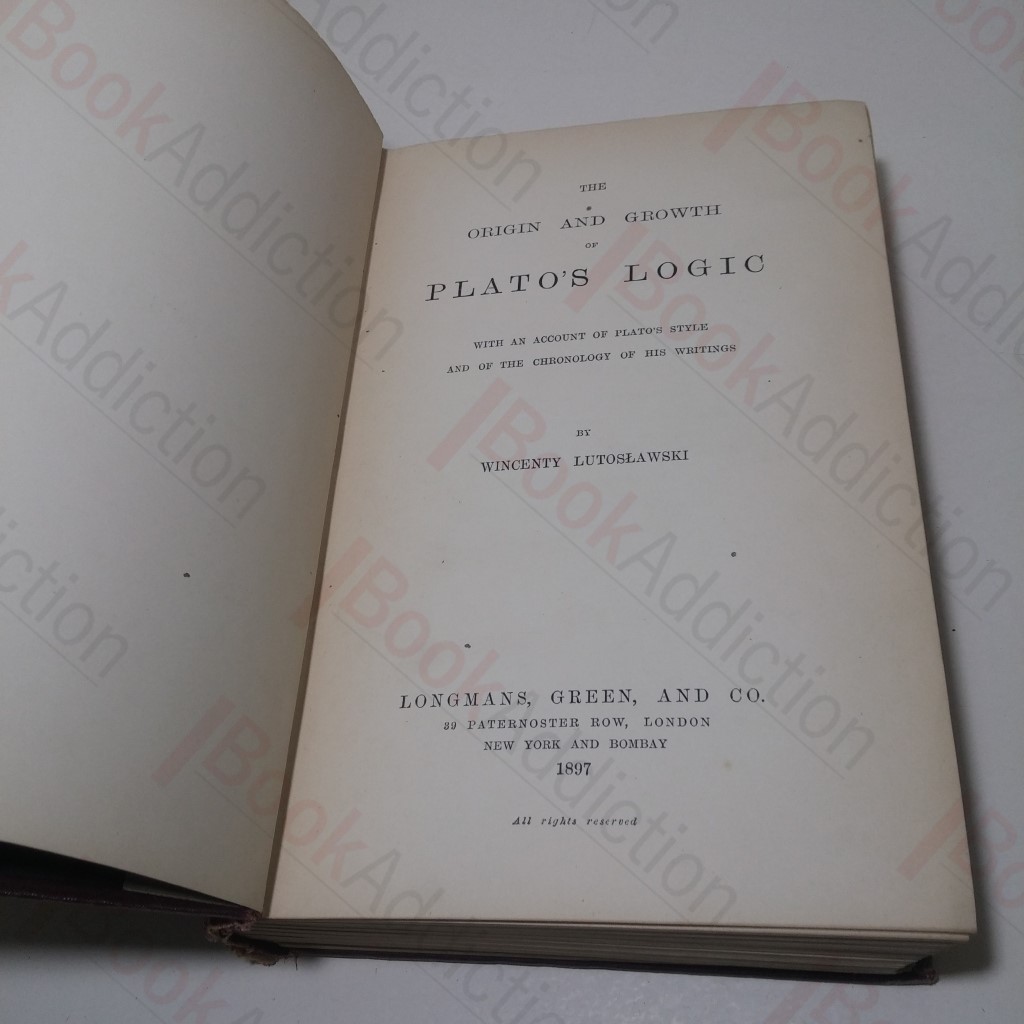 THE
ORIGIN AND GROWTH
OF
PLATO'S LOGIC
WITH AN ACCOUNT OF PLATO'S STYLE
AND OF THE CHRONOLOGY OF HIS WRITINGS
BY
WINCENTY LUTOSŁAWSKI
LONGMANS, GREEN, AND CO.
39 PATERNOSTER ROW, LONDON
NEW YORK AND BOMBAY
1897
All rights reserved
BookAddiction